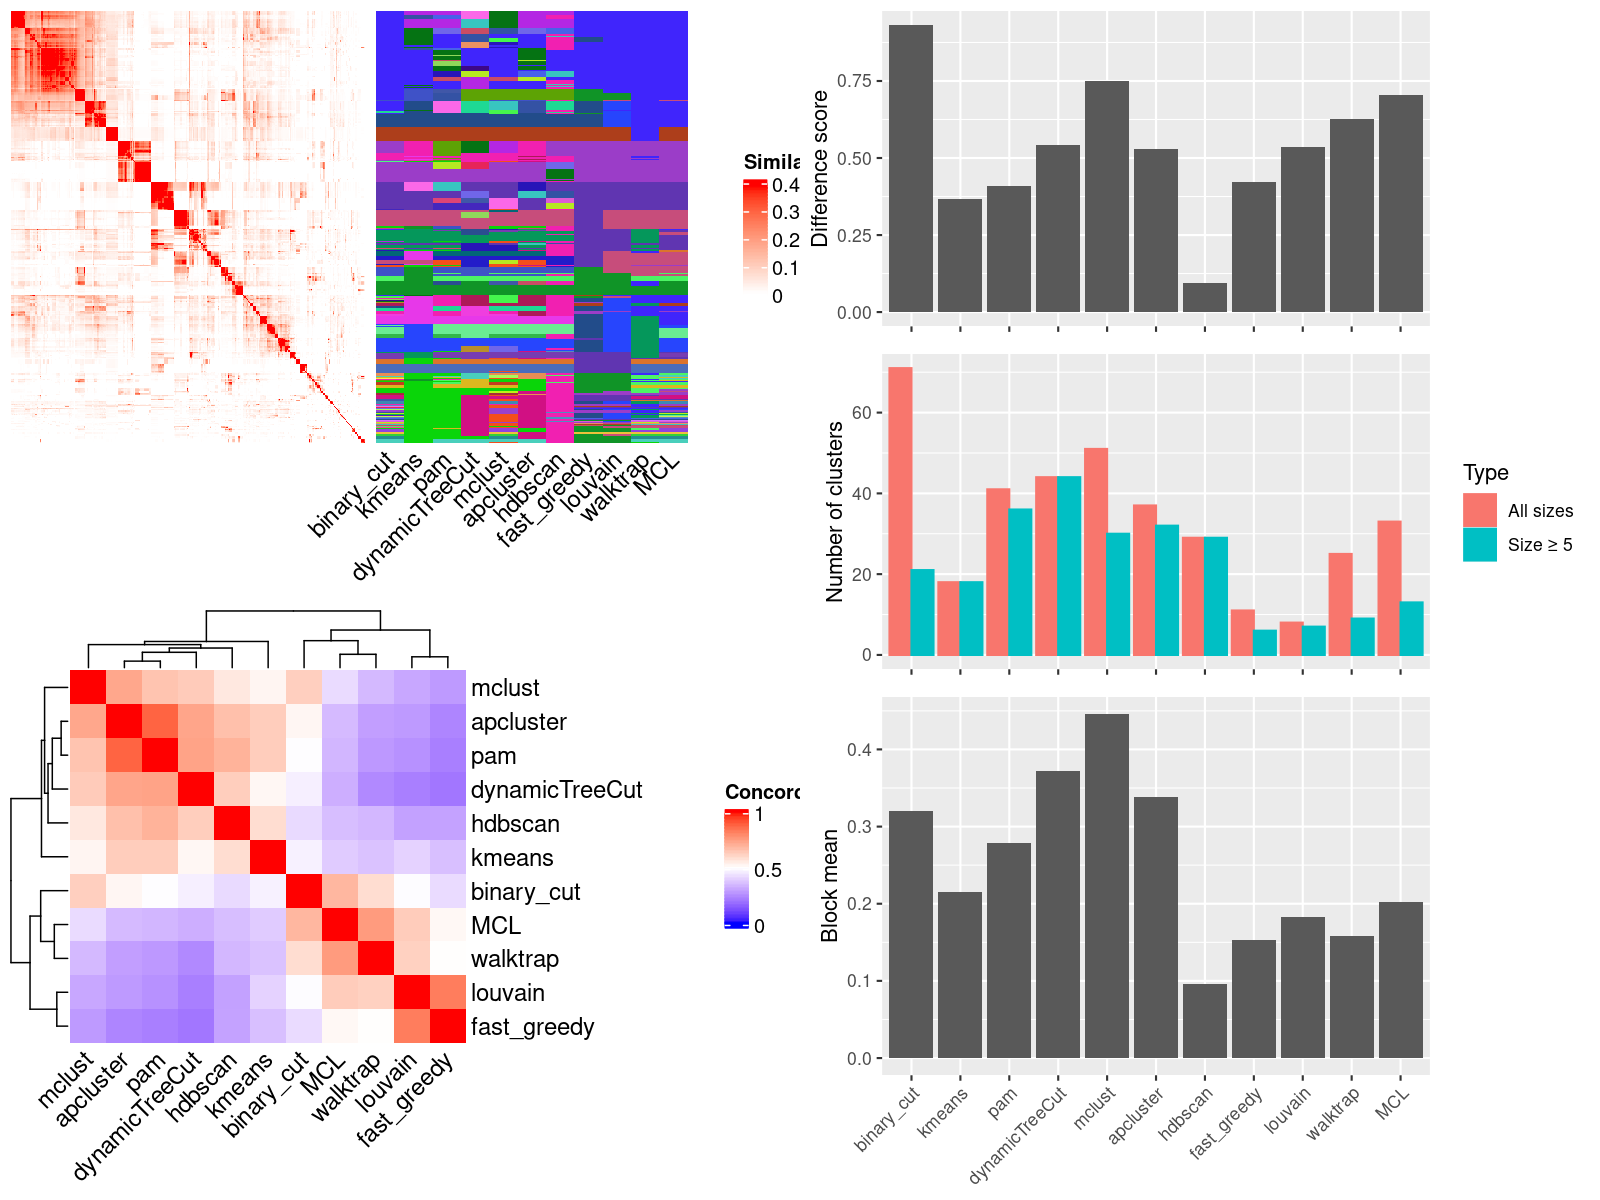 Simila
0.4
0.3
0.2
0.1
0
binary_cut
kmeans
pam
dynamicTreeCut
mclust
apcluster
hdbscan
fast_greedy
louvain
walktrap
MCL
Difference score
0.75
0.50
0.25
0.00
Number of clusters
60
40
20
0
Type
All sizes
Size ≥ 5
mclust
apcluster
pam
dynamicTreeCut
hdbscan
kmeans
binary_cut
MCL
walktrap
louvain
fast_greedy
mclust
apcluster
pam
dynamicTreeCut
hdbscan
kmeans
binary_cut
MCL
walktrap
louvain
fast_greedy
Concord
1
0.5
0
Block mean
0.4
0.3
0.2
0.1
0.0
binary_cut
kmeans
pam
dynamicTreeCut
mclust
apcluster
hdbscan
fast_greedy
louvain
walktrap
MCL